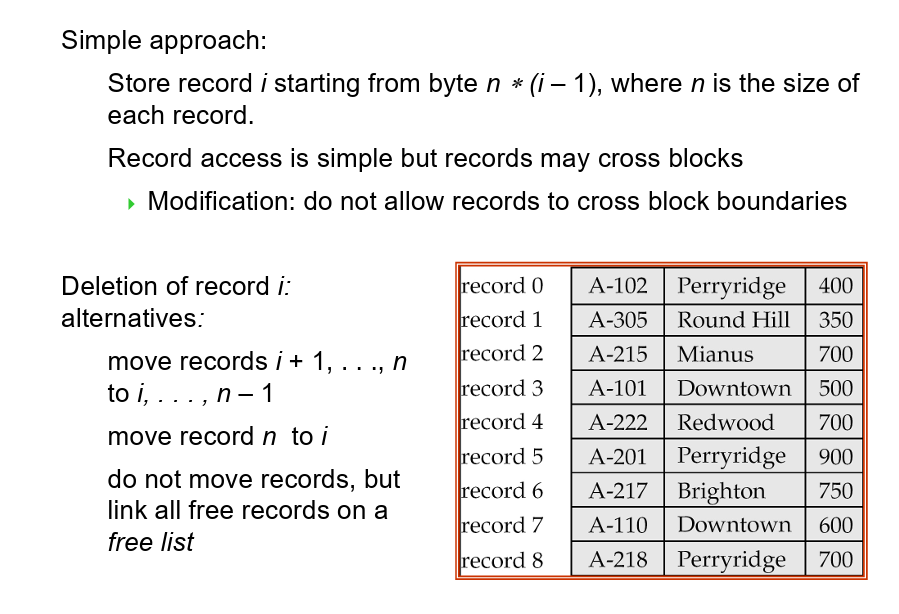 Simple approach:
Store record i starting from byte n ∗ (i – 1), where n is the size of
each record.
Record access is simple but records may cross blocks
Modification: do not allow records to cross block boundaries
Deletion of record i:
alternatives:
move records i + 1, . . ., n
to i, . . . , n – 1
move record n to i
do not move records, but
link all free records on a
free list
record 0 A-102 Perryridge 400
record 1 A-305 Round Hill 350
record 2 A-215 Mianus 700
record 3 A-101 Downtown 500
record 4 A-222 Redwood 700
record 5 A-201 Perryridge 900
record 6 A-217 Brighton 750
record 7 A-110 Downtown 600
record 8 A-218 Perryridge 700